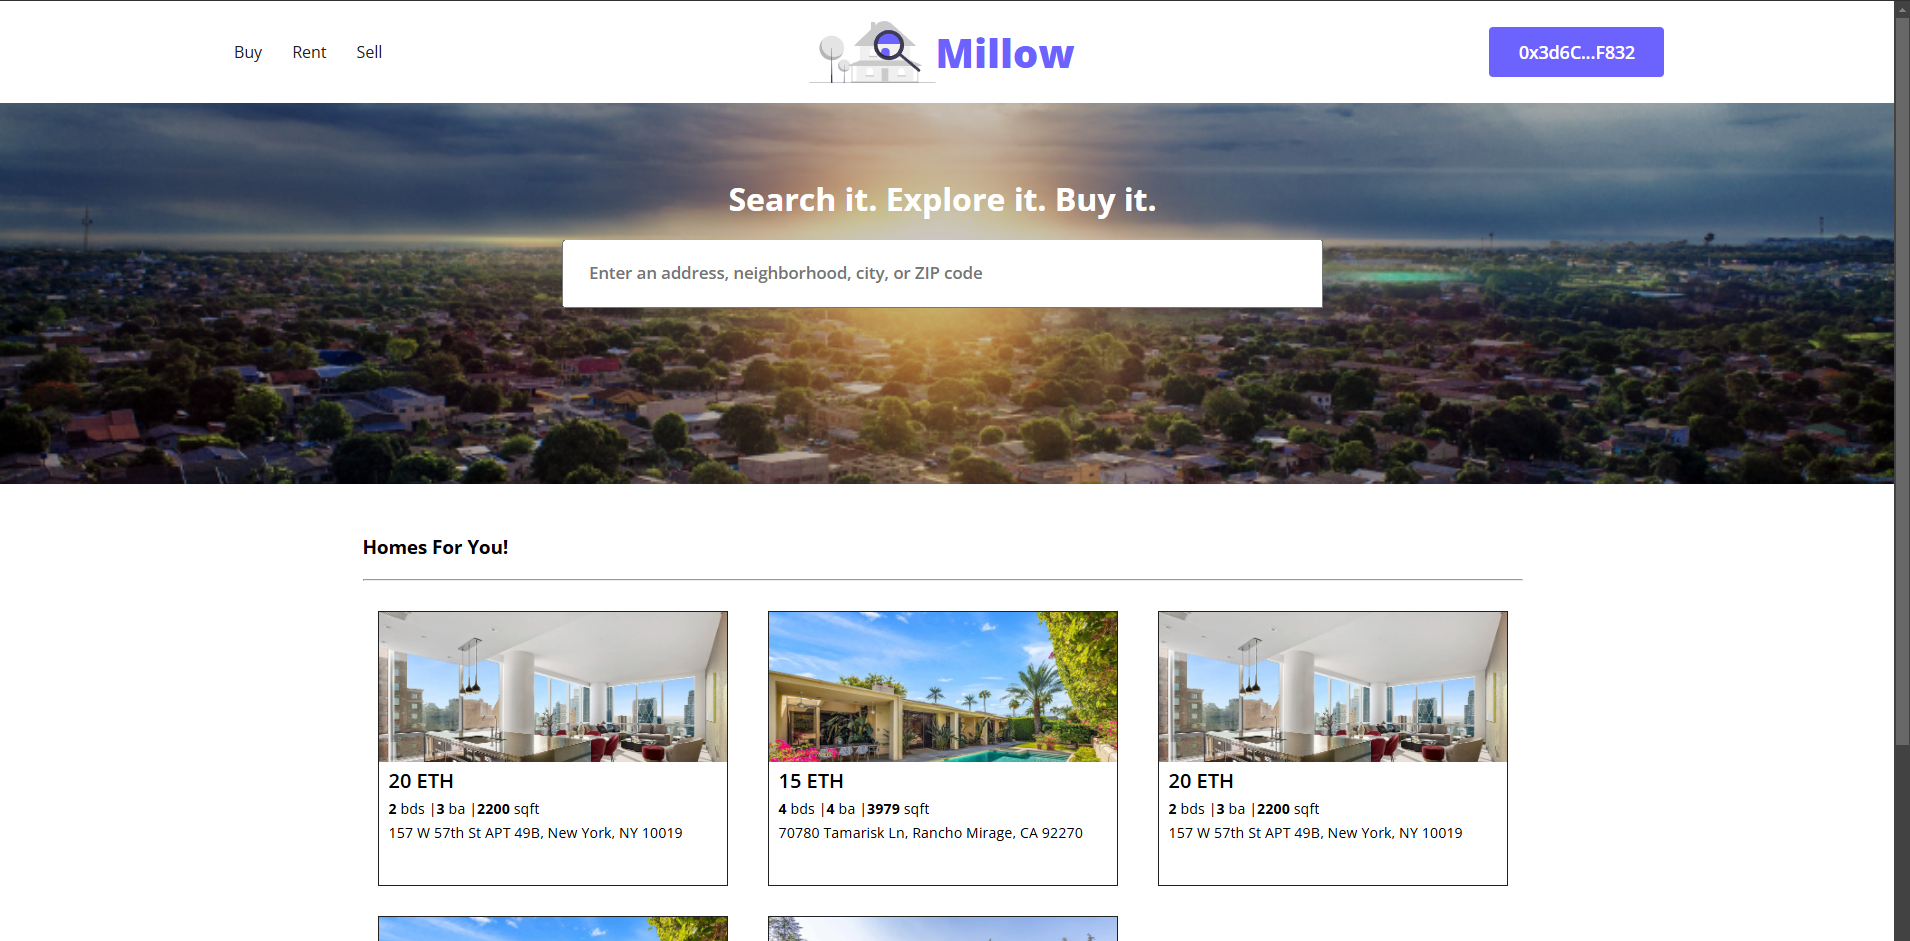 Buy Rent Sell
Millow
0x3d6C...F832
Search it. Explore it. Buy it.
Enter an address, neighborhood, city, or ZIP code
Homes For You!
20 ETH
2 bds |3 ba |2200 sqft
157 W 57th St APT 49B, New York, NY 10019
15 ETH
4 bds |4 ba |3979 sqft
70780 Tamarisk Ln, Rancho Mirage, CA 92270
20 ETH
2 bds |3 ba |2200 sqft
157 W 57th St APT 49B, New York, NY 10019